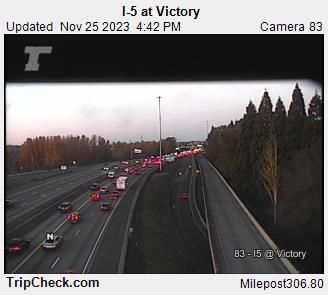 I-5 at Victory
Updated Nov 25 2023 4:42 PM Camera 83
T
N
83 - I5 @ Victory
TripCheck.com Milepost306.80